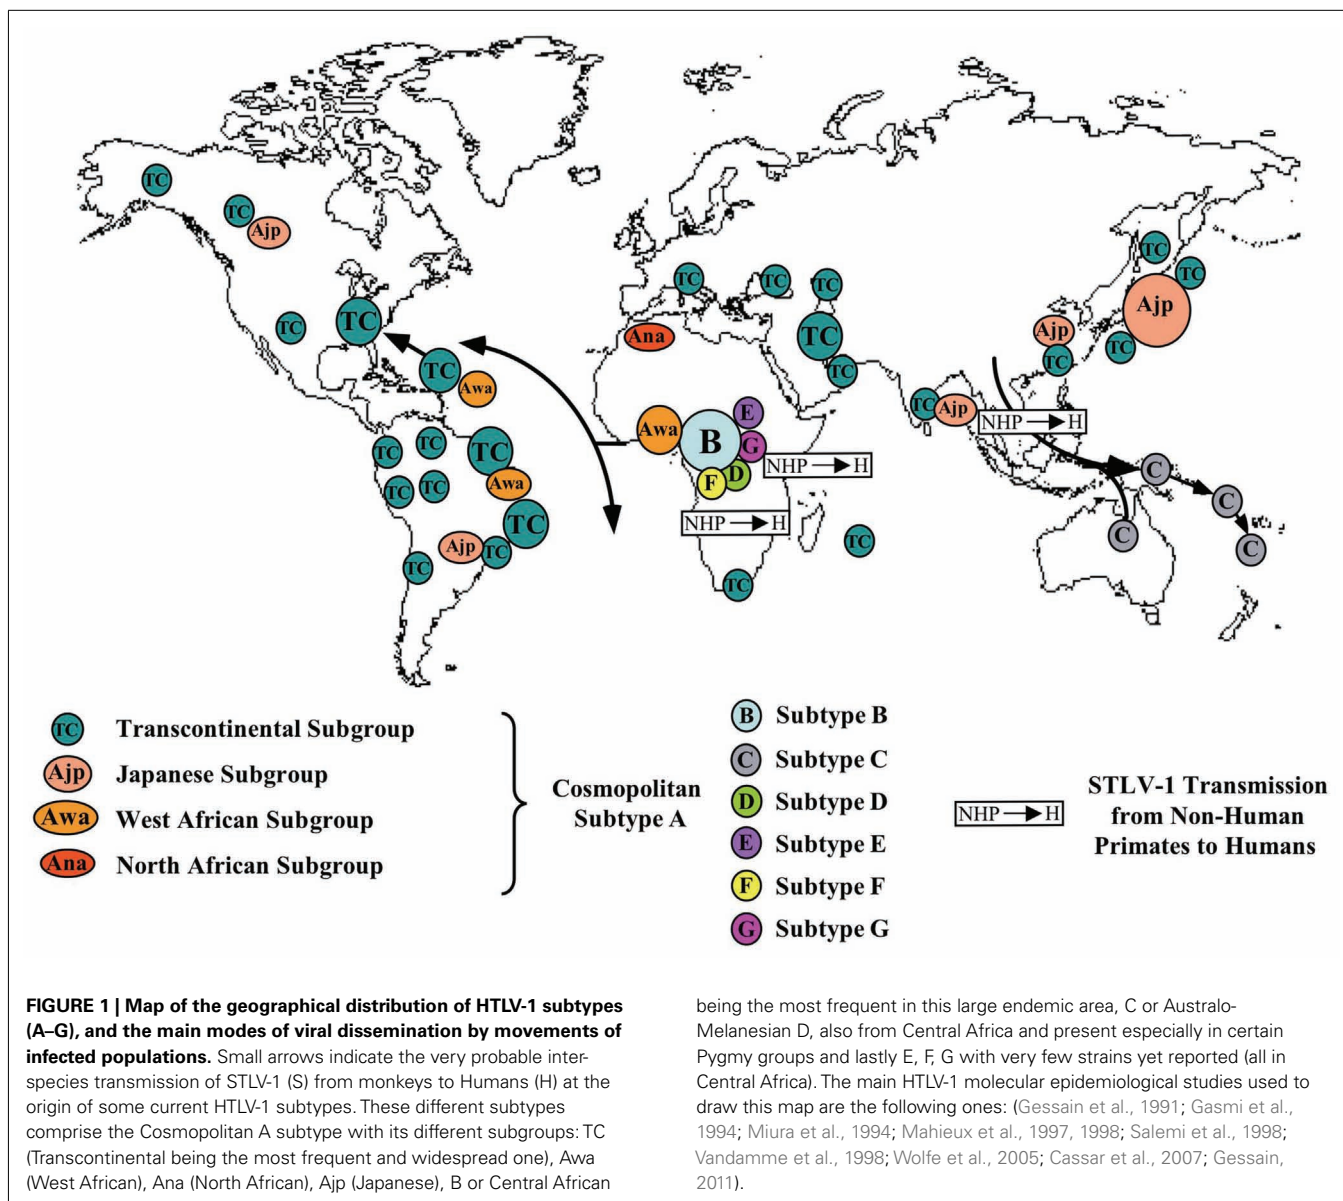 TC
TC
Ajp
TC
TC
TC
Awa
TC
TC
TC
TC
TC
Awa
TC
Ajp
TC
TC
TC
TC
TC
TC
TC
Ana
Awa
B
E
G
D
F
NHP → H
NHP → H
TC
TC
TC
TC
Ajp
TC
Ajp
TC
TC
Ajp
NHP → H
C
C
C
C
TC Transcontinental Subgroup
Ajp Japanese Subgroup
Awa West African Subgroup
Ana North African Subgroup
Cosmopolitan
Subtype A
B Subtype B
C Subtype C
D Subtype D
E Subtype E
F Subtype F
G Subtype G
NHP → H
STLV-1 Transmission
from Non-Human
Primates to Humans
FIGURE 1 | Map of the geographical distribution of HTLV-1 subtypes
(A–G), and the main modes of viral dissemination by movements of
infected populations. Small arrows indicate the very probable inter-
species transmission of STLV-1 (S) from monkeys to Humans (H) at the
origin of some current HTLV-1 subtypes. These different subtypes
comprise the Cosmopolitan A subtype with its different subgroups: TC
(Transcontinental being the most frequent and widespread one), Awa
(West African), Ana (North African), Ajp (Japanese), B or Central African
being the most frequent in this large endemic area, C or Australo-
Melanesian D, also from Central Africa and present especially in certain
Pygmy groups and lastly E, F, G with very few strains yet reported (all in
Central Africa). The main HTLV-1 molecular epidemiological studies used to
draw this map are the following ones: (Gessain et al., 1991; Gasmi et al.,
1994; Miura et al., 1994; Mahieux et al., 1997, 1998; Salemi et al., 1998;
Vandamme et al., 1998; Wolfe et al., 2005; Cassar et al., 2007; Gessain,
2011).